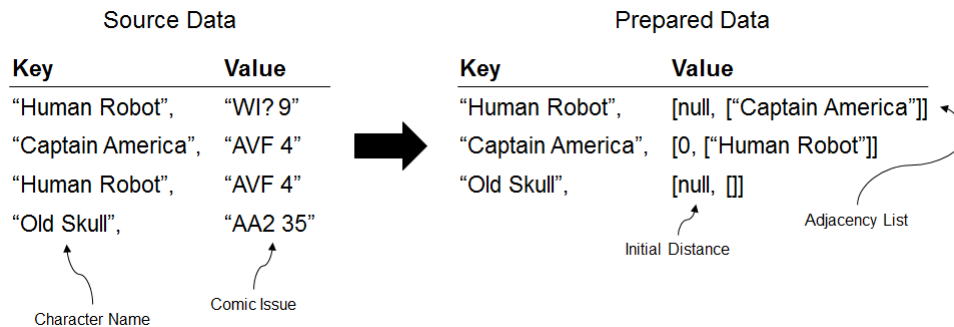 Source Data
Key Value
“Human Robot”, “WI? 9”
“Captain America”, “AVF 4”
“Human Robot”, “AVF 4”
“Old Skull”, “AA2 35”
Character Name
Comic Issue
Prepared Data
Key Value
“Human Robot”, [null, [“Captain America”]]
“Captain America”, [0, [“Human Robot”]]
“Old Skull”, [null, []]
Initial Distance
Adjacency List